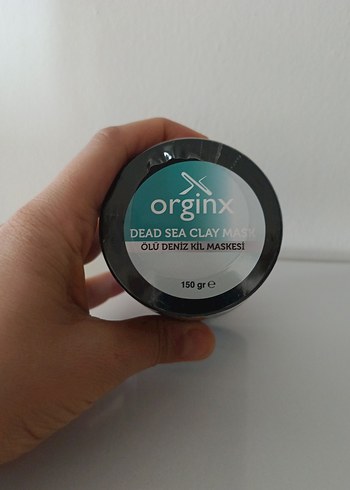 orginx
DEAD SEA CLAY MASK
ÖLÜ DENİZ KİL MASKESİ
150 gr ℮